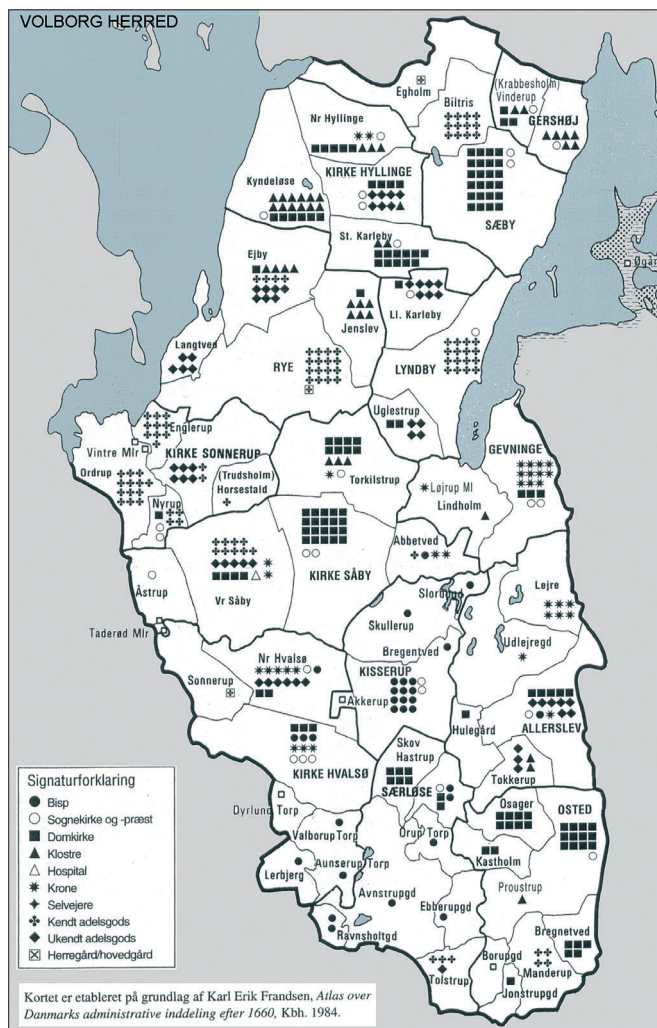 VOLBORG HERRED
Egholm
Biltris
(Krabbesholm)
Vinderup
GERSHØJ
Nr Hyllinge
KIRKE HYLLINGE
Kyndeløse
SÆBY
St. Karleby
Ejby
Øgår
Ll. Karleby
Jenslev
Langtved
RYE
LYNDBY
Uglestrup
Englerup
KIRKE SONNERUP
GEVNINGE
Vintre Mlr
Ordrup
(Trudsholm)
Horsestald
Torkilstrup
Løjrup Ml
Lindholm
Nyrup
Abbetved
KIRKE SÅBY
Vr Såby
Åstrup
Lejre
Skullerup
Taderød Mlr
Bregentved
Udlejregd
Nr Hvalsø
KISSERUP
Sonnerup
Akkerup
ALLERSLEV
Hulegård
Skov
Hastrup
KIRKE HVALSØ
Tokkerup
SÆRLØSE
Dyrlund Torp
Osager
OSTED
Valborup Torp
Orup Torp
Kastholm
Aunserup Torp
Lerbjerg
Avnstrupgd
Proustrup
Ebberupgd
Ravnsholtgd
Bregnetved
Borupgd
Manderup
Tolstrup
Jonstrupgd
Signaturforklaring
Bisp
Sognekirke og -præst
Domkirke
Klostre
Hospital
Krone
Selvejere
Kendt adelsgods
Ukendt adelsgods
Herregård/hovedgård
Kortet er etableret på grundlag af Karl Erik Frandsen, Atlas over
Danmarks administrative inddeling efter 1660, Kbh. 1984.